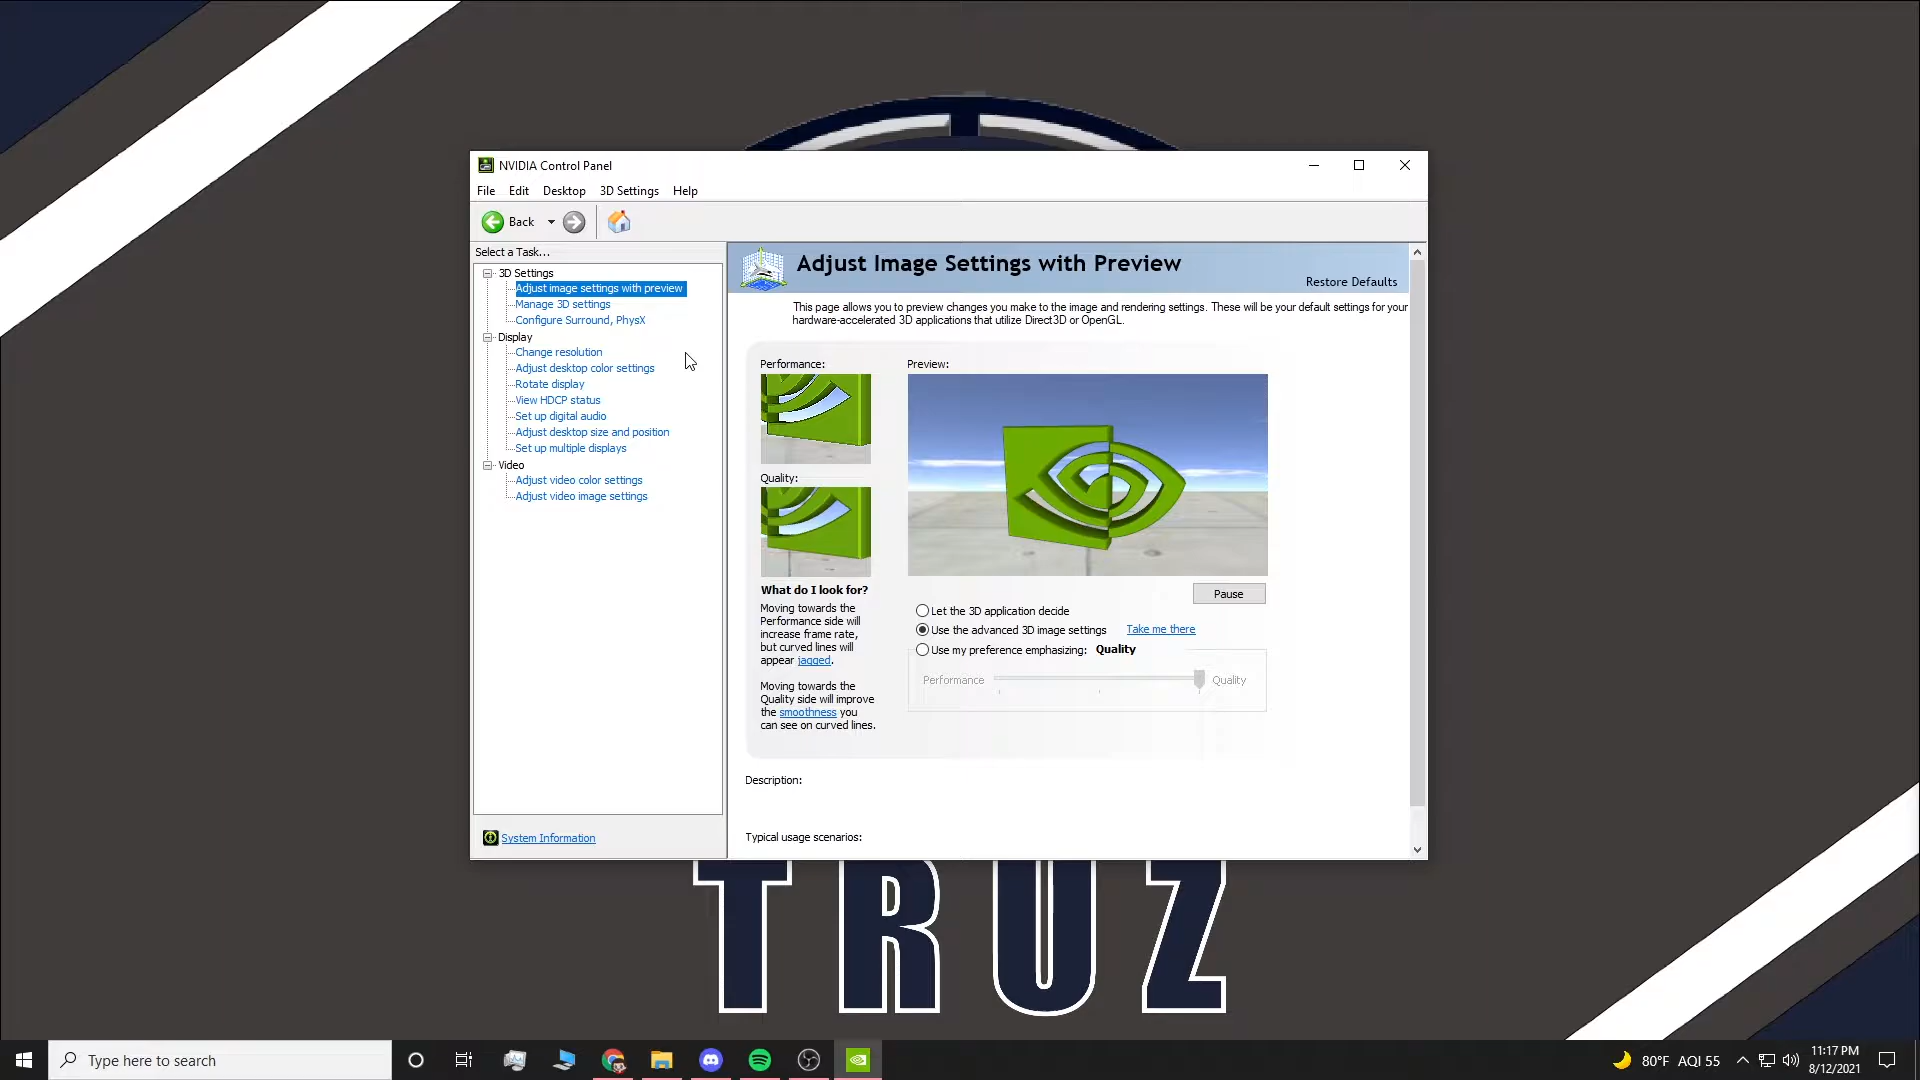 NVIDIA Control Panel
File Edit Desktop 3D Settings Help
Back
Select a Task...
3D Settings
Adjust image settings with preview
Manage 3D settings
Configure Surround, PhysX
Display
Change resolution
Adjust desktop color settings
Rotate display
View HDCP status
Set up digital audio
Adjust desktop size and position
Set up multiple displays
Video
Adjust video color settings
Adjust video image settings
System Information
Adjust Image Settings with Preview
Restore Defaults
This page allows you to preview changes you make to the image and rendering settings. These will be your default settings for your
hardware-accelerated 3D applications that utilize Direct3D or OpenGL.
Performance:
Preview:
Quality:
What do I look for?
Moving towards the
Performance side will
increase frame rate,
but curved lines will
appear jagged.
Moving towards the
Quality side will improve
the smoothness you
can see on curved lines.
Pause
Let the 3D application decide
Use the advanced 3D image settings Take me there
Use my preference emphasizing: Quality
Performance Quality
Description:
Typical usage scenarios:
TRUZ
Type here to search
80°F AQI 55
11:17 PM
8/12/2021